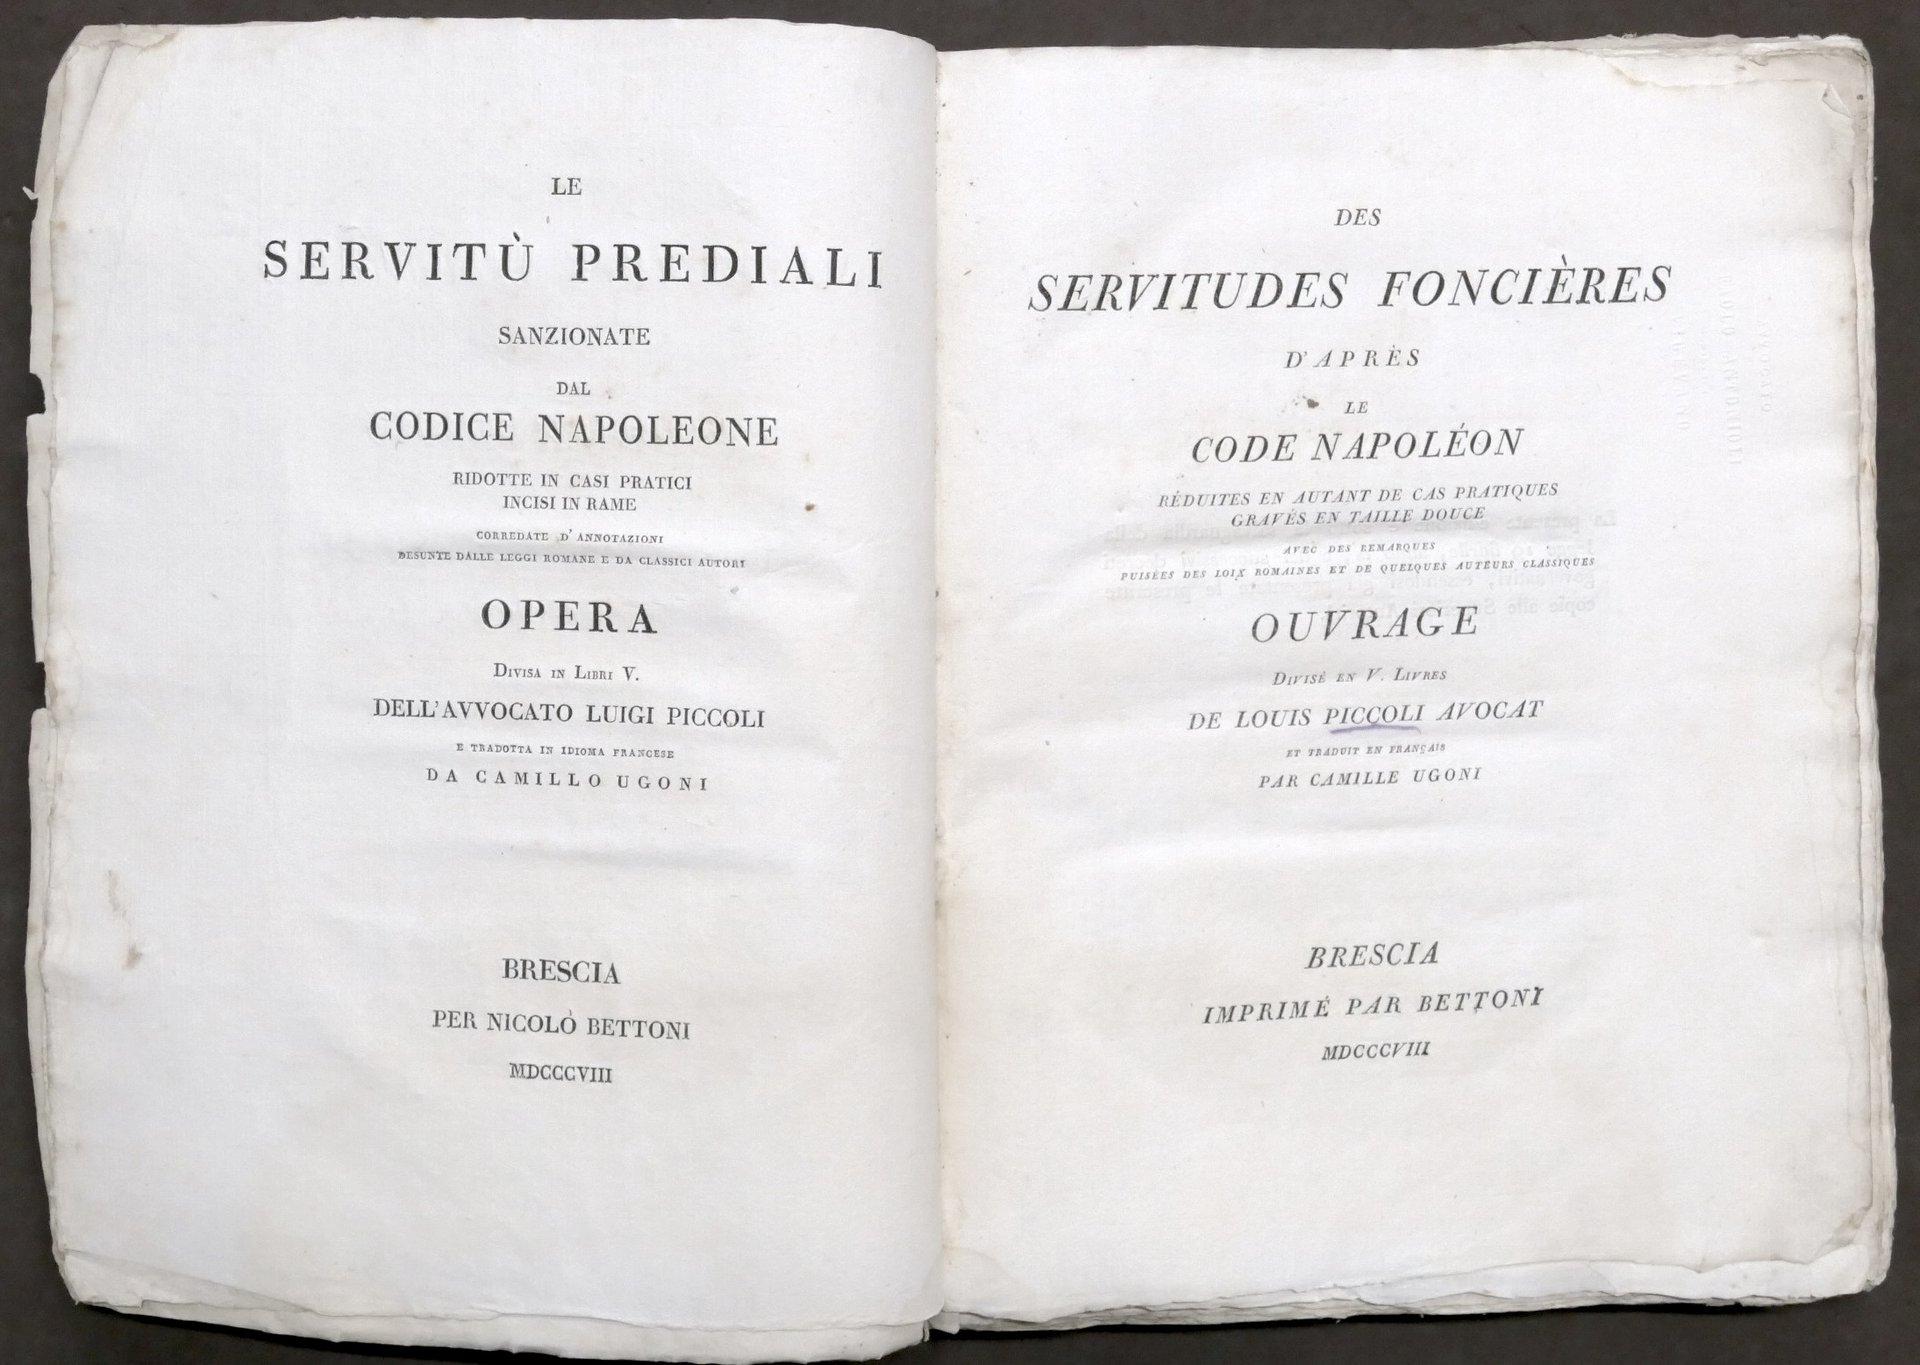 LE
SERVITÙ PREDIALI
SANZIONATE
DAL
CODICE NAPOLEONE
RIDOTTE IN CASI PRATICI
INCISI IN RAME
CORREDATE D'ANNOTAZIONI
DESUNTE DALLE LEGGI ROMANE E DA CLASSICI AUTORI
OPERA
DIVISA IN LIBRI V.
DELL'AVVOCATO LUIGI PICCOLI
E TRADOTTA IN IDIOMA FRANCESE
DA CAMILLO UGONI
BRESCIA
PER NICOLÒ BETTONI
MDCCCVIII
DES
SERVITUDES FONCIÈRES
D'APRÈS
LE
CODE NAPOLÉON
RÉDUITES EN AUTANT DE CAS PRATIQUES
GRAVÉS EN TAILLE DOUCE
AVEC DES REMARQUES
PUISÉES DES LOIX ROMAINES ET DE QUELQUES AUTEURS CLASSIQUES
OUVRAGE
DIVISÉ EN V. LIVRES
DE LOUIS PICCOLI AVOCAT
ET TRADUIT EN FRANÇAIS
PAR CAMILLE UGONI
BRESCIA
IMPRIMÉ PAR BETTONI
MDCCCVIII